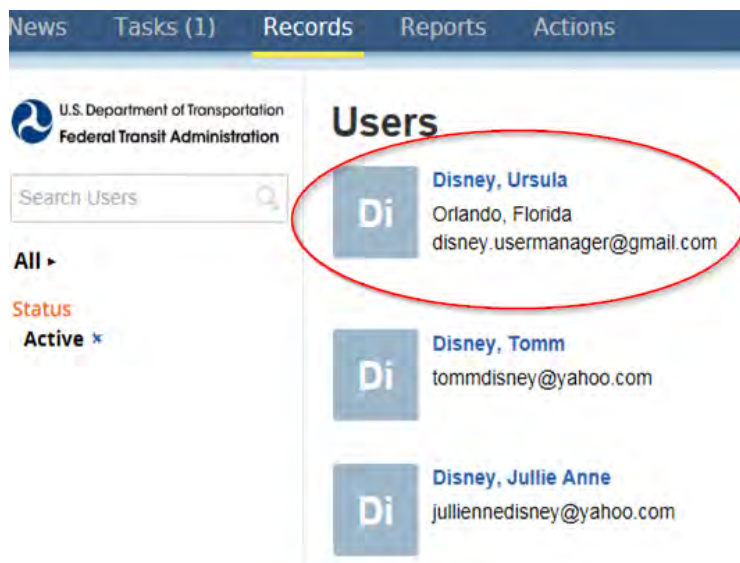 News Tasks (1) Records Reports Actions
U.S. Department of Transportation
Federal Transit Administration
Search Users
All ▸
Status
Active ×
Users
Di
Disney, Ursula
Orlando, Florida
disney.usermanager@gmail.com
Di
Disney, Tomm
tommdisney@yahoo.com
Di
Disney, Jullie Anne
julliennedisney@yahoo.com